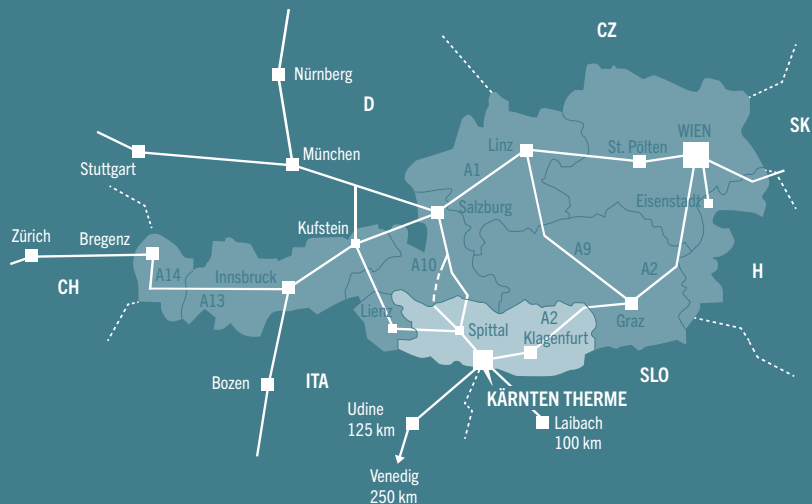 CZ
Nürnberg
D
SK
WIEN
Linz
St. Pölten
München
Stuttgart
A1
Eisenstadt
Salzburg
Kufstein
Zürich
Bregenz
A9
A10
A2
H
CH
A14
Innsbruck
A13
Lienz
A2
Graz
Spittal
Klagenfurt
Bozen
ITA
SLO
KÄRNTEN THERME
Udine
125 km
Laibach
100 km
Venedig
250 km